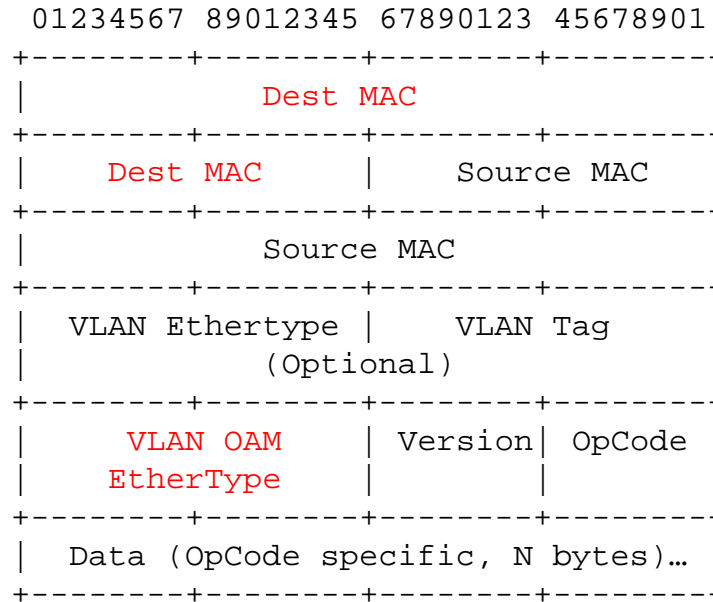 01234567 89012345 67890123 45678901
+--------+--------+--------+--------
| Dest MAC
+--------+--------+--------+--------
| Dest MAC | Source MAC
+--------+--------+--------+--------
| Source MAC
+--------+--------+--------+--------
| VLAN Ethertype | VLAN Tag
| (Optional)
+--------+--------+--------+--------
| VLAN OAM | Version| OpCode
| EtherType | |
+--------+--------+--------+--------
| Data (OpCode specific, N bytes)…
+--------+--------+--------+--------